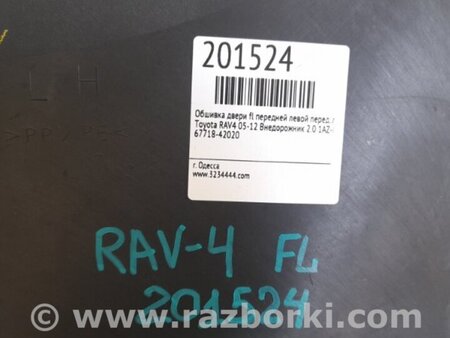 201524
Обшивка двери fl передней левой перед. л
Toyota RAV4 05-12 Внедорожник 2.0 1AZ-
67718-42020
г. Одесса
www.3234444.com
L H
>PP
RAV-4 FL
201524
© www.razborki.com